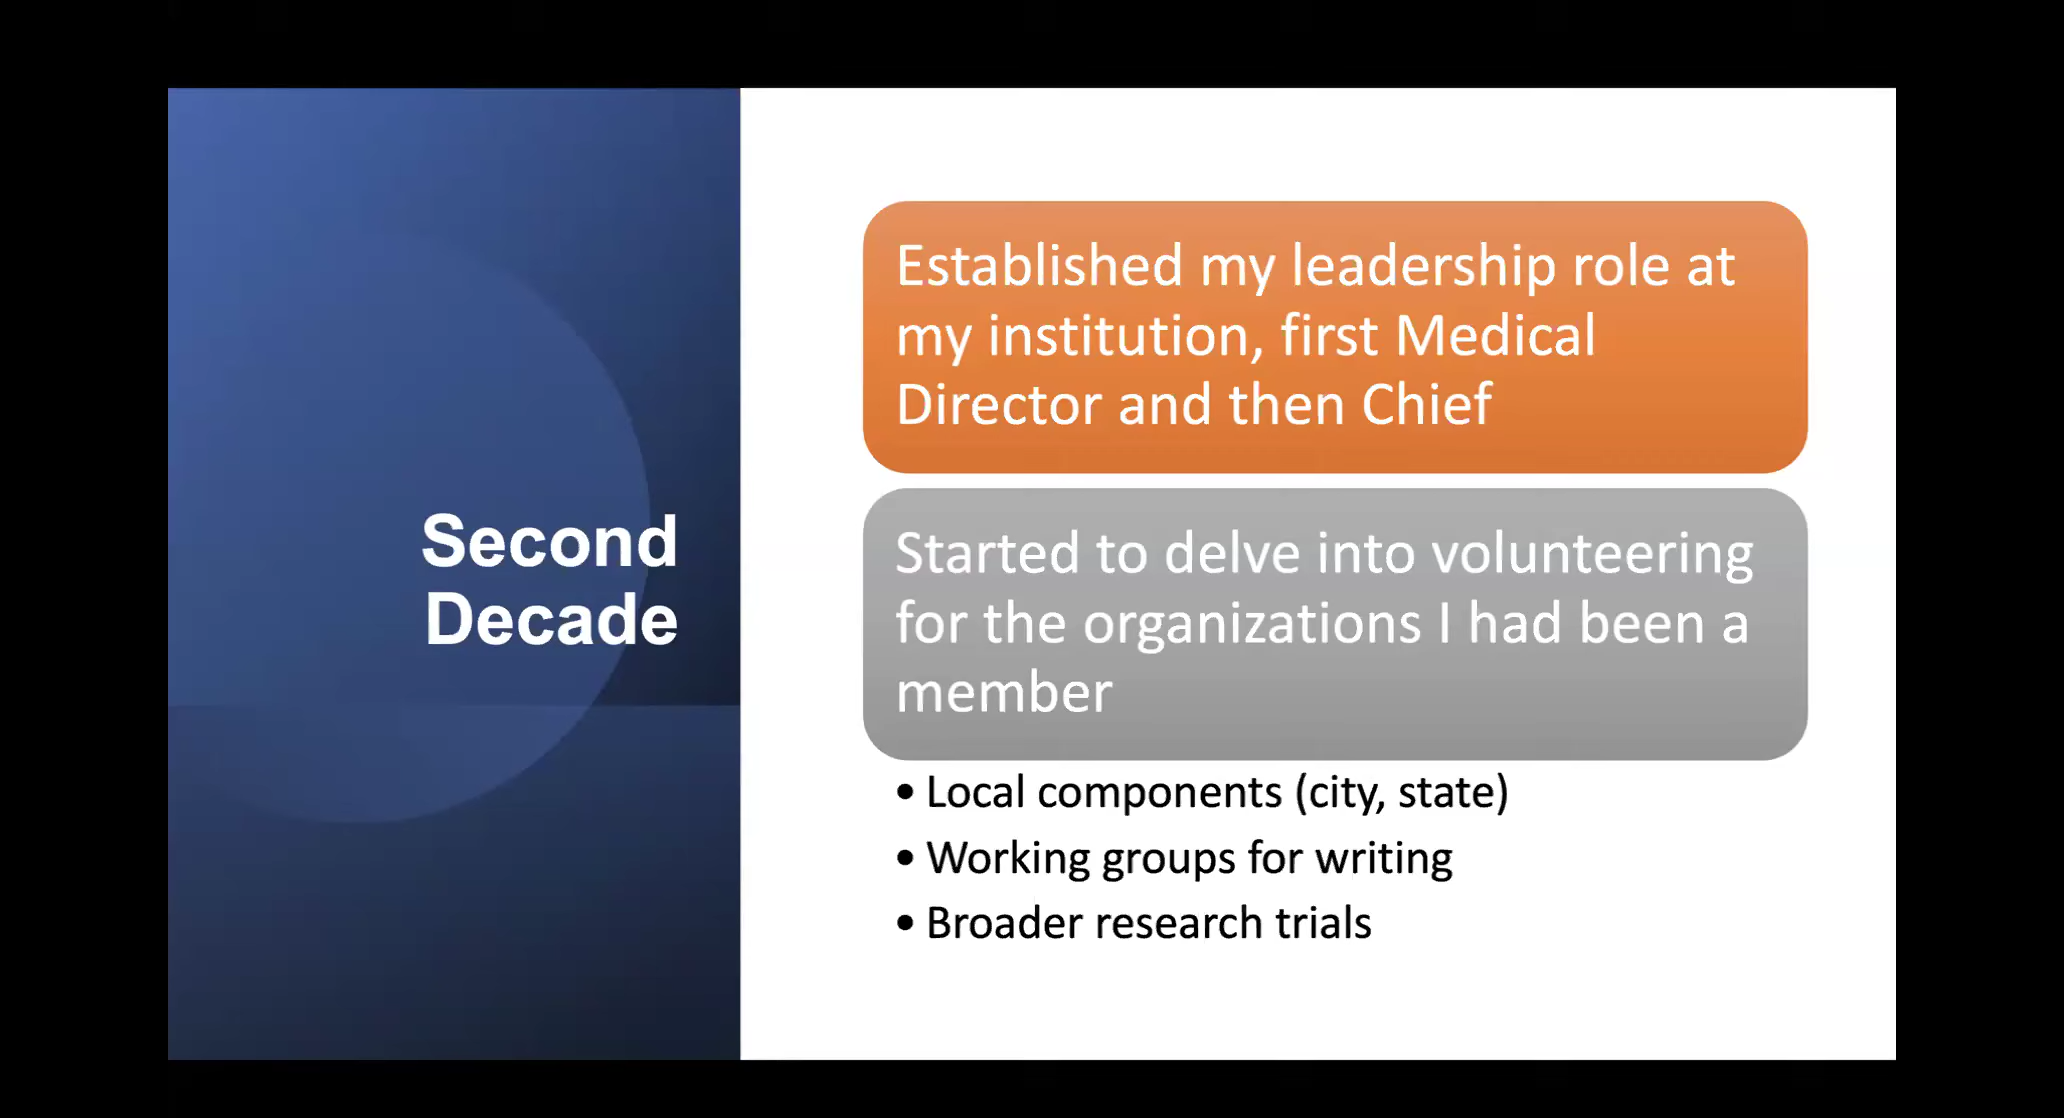 Second
Decade
Established my leadership role at
my institution, first Medical
Director and then Chief
Started to delve into volunteering
for the organizations I had been a
member
• Local components (city, state)
• Working groups for writing
• Broader research trials